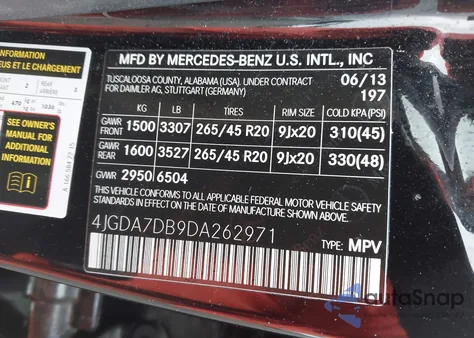 INFORMATION
EUS ET LE CHARGEMENT
SEE OWNER'S
MANUAL FOR
ADDITIONAL
INFORMATION
MFD BY MERCEDES-BENZ U.S. INTL., INC
TUSCALOOSA COUNTY, ALABAMA (USA). UNDER CONTRACT
FOR DAIMLER AG, STUTTGART (GERMANY)
06/13
197
KG LB TIRES RIM SIZE COLD KPA(PSI)
GAWR FRONT 1500 3307 265/45 R20 9Jx20 310(45)
GAWR REAR 1600 3527 265/45 R20 9Jx20 330(48)
GVWR 2950 6504
THIS VEHICLE CONFORMS TO ALL APPLICABLE FEDERAL MOTOR VEHICLE SAFETY
IN EFFECT ON THE DATE OF MANUFACTURE SHOWN ABOVE.
4JGDA7DB9DA262971
TYPE: MPV
autoSnap